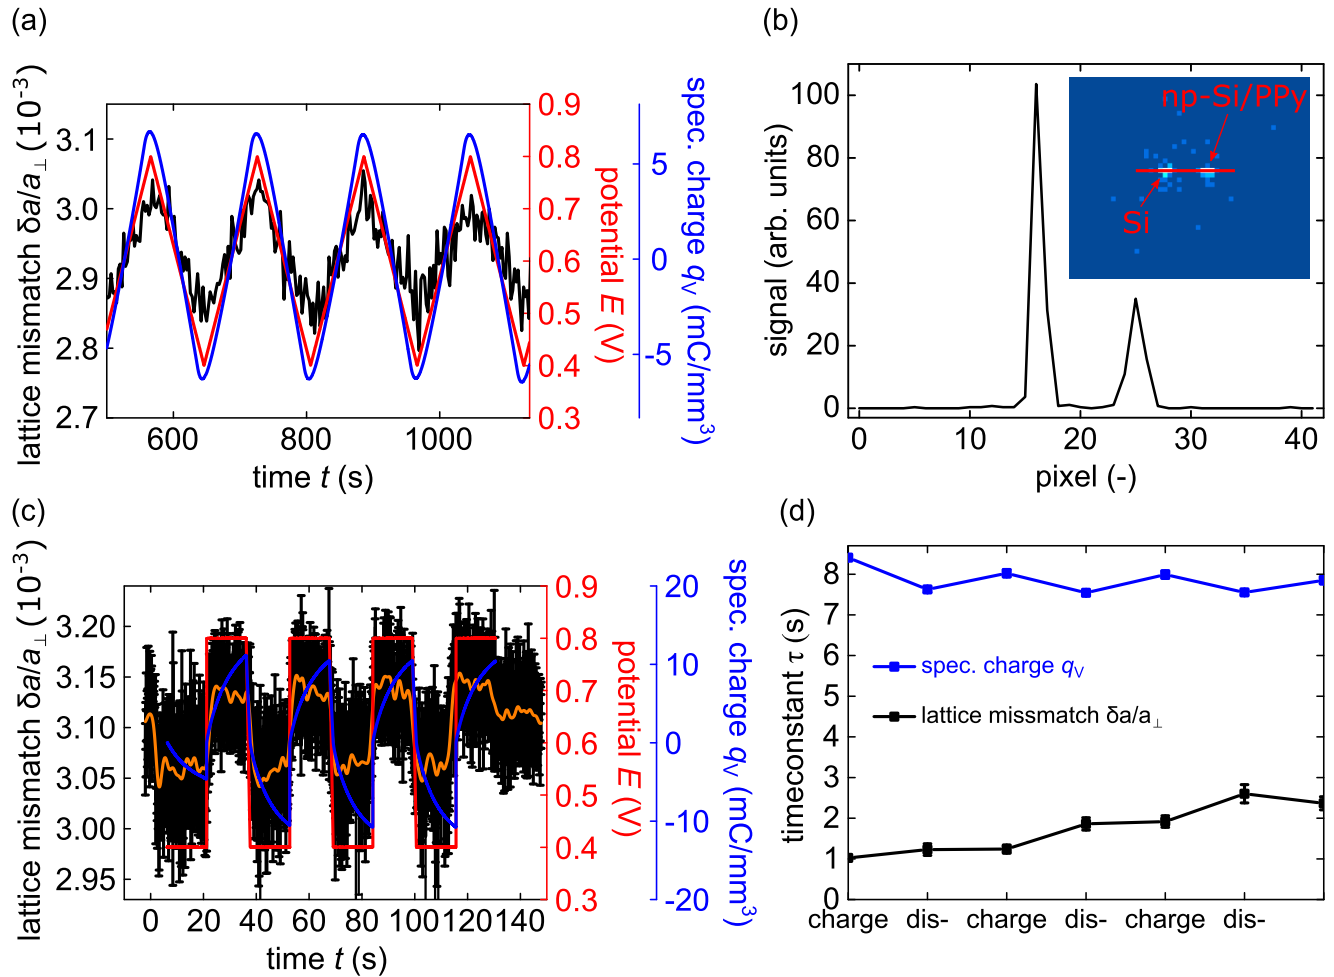 (a)
lattice mismatch δa/a⊥ (10⁻³)
3.1
3.0
2.9
2.8
2.7
600
800
1000
time t (s)
0.9
0.8
0.7
0.6
0.5
0.4
0.3
potential E (V)
5
0
-5
spec. charge qV (mC/mm³)
(b)
signal (arb. units)
100
80
60
40
20
0
0
10
20
30
40
pixel (-)
np-Si/PPy
Si
(c)
lattice mismatch δa/a⊥ (10⁻³)
3.20
3.15
3.10
3.05
3.00
2.95
0
20
40
60
80
100
120
140
time t (s)
0.9
0.8
0.7
0.6
0.5
0.4
0.3
potential E (V)
20
10
0
-10
-20
spec. charge qV (mC/mm³)
(d)
timeconstant τ (s)
8
7
6
5
4
3
2
1
0
spec. charge qV
lattice missmatch δa/a⊥
charge
dis-
charge
dis-
charge
dis-